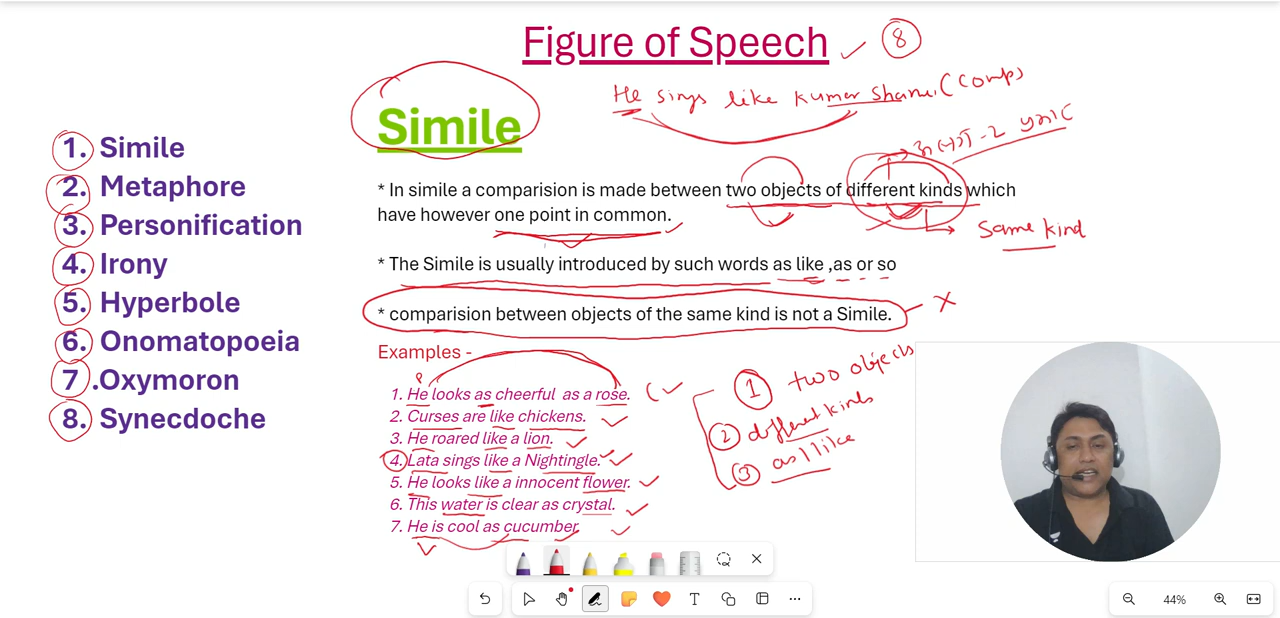 Figure of Speech
8
He sings like Kumar Shanu (Comp)
Simile
1. Simile
2. Metaphore
3. Personification
4. Irony
5. Hyperbole
6. Onomatopoeia
7 .Oxymoron
8. Synecdoche
* In simile a comparision is made between two objects of different kinds which
have however one point in common.
Same kind
* The Simile is usually introduced by such words as like ,as or so
* comparision between objects of the same kind is not a Simile.
Examples -
1. He looks as cheerful as a rose.
2. Curses are like chickens.
3. He roared like a lion.
4. Lata sings like a Nightingle.
5. He looks like a innocent flower.
6. This water is clear as crystal.
7. He is cool as cucumber.
1 two objects
2 different kinds
3 as/like
44%